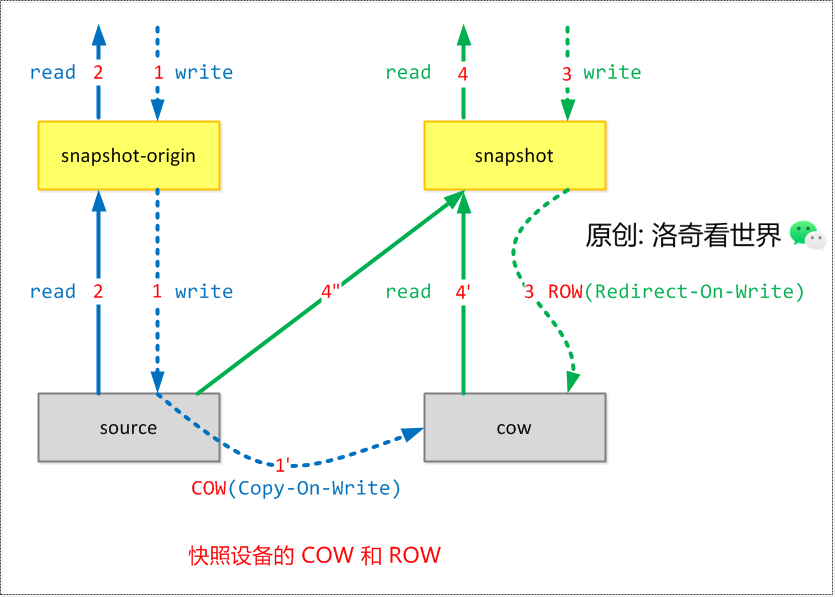 read 2 1 write read 4 3 write
snapshot-origin snapshot
原创: 洛奇看世界
read 2 1 write 4" read 4' 3 ROW(Redirect-On-Write)
source cow
1'
COW(Copy-On-Write)
快照设备的 COW 和 ROW